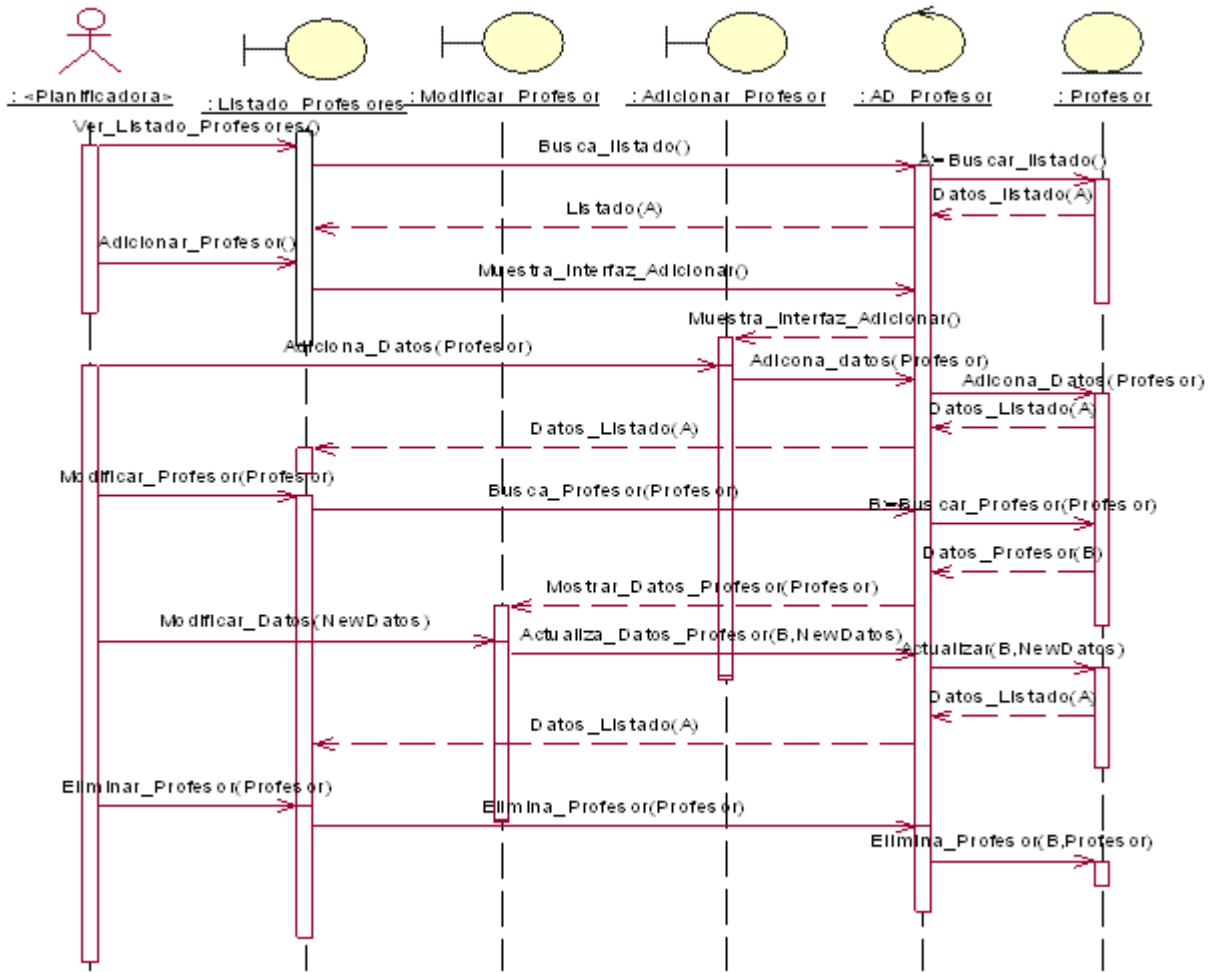 : <Planificadora>
: Listado_Profesores
: Modificar_Profesor
: Adicionar_Profesor
: AD_Profesor
: Profesor
Ver_Listado_Profesores()
Busca_listado()
A:=Buscar_listado()
Datos_listado(A)
Listado(A)
Adicionar_Profesor()
Muestra_Interfaz_Adicionar()
Muestra_Interfaz_Adicionar()
Adiciona_Datos(Profesor)
Adicona_datos(Profesor)
Adicona_Datos(Profesor)
Datos_Listado(A)
Datos_Listado(A)
Modificar_Profesor(Profesor)
Busca_Profesor(Profesor)
B:=Buscar_Profesor(Profesor)
Datos_Profesor(B)
Mostrar_Datos_Profesor(Profesor)
Modificar_Datos(NewDatos)
Actualiza_Datos_Profesor(B,NewDatos)
Actualizar(B,NewDatos)
Datos_Listado(A)
Datos_Listado(A)
Eliminar_Profesor(Profesor)
Elimina_Profesor(Profesor)
Elimina_Profesor(B,Profesor)